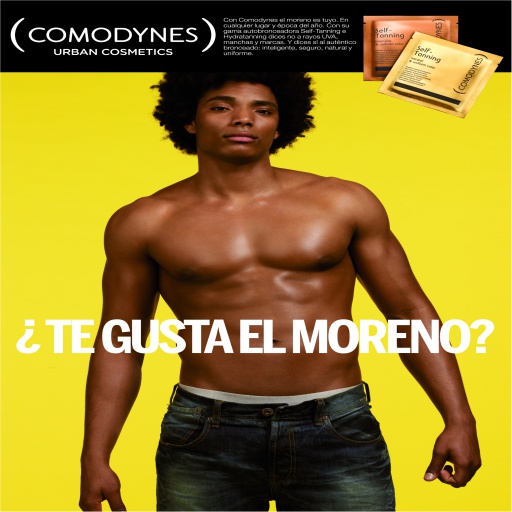 (COMODYNES)
URBAN COSMETICS
Con Comodynes el moreno es tuyo. En
cualquier lugar y época del año. Con su
gama autobronceadora Self-Tanning e
Hydratanning dices no a rayos UVA,
manchas y marcas. Y dices sí al auténtico
bronceado: inteligente, seguro, natural y
uniforme.
Self-
Tanning
Self-
Tanning
(COMODYNES)
¿TE GUSTA EL MORENO?